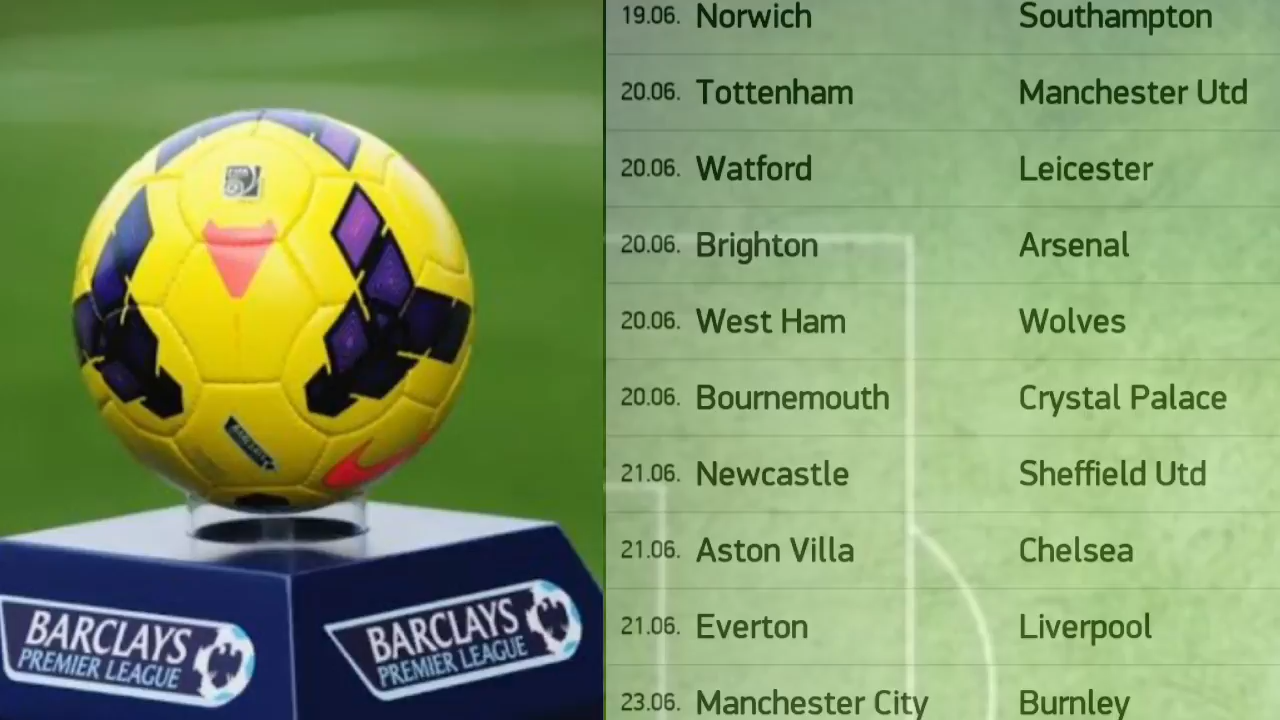 BARCLAYS
PREMIER LEAGUE
BARCLAYS
PREMIER LEAGUE
19.06. Norwich Southampton
20.06. Tottenham Manchester Utd
20.06. Watford Leicester
20.06. Brighton Arsenal
20.06. West Ham Wolves
20.06. Bournemouth Crystal Palace
21.06. Newcastle Sheffield Utd
21.06. Aston Villa Chelsea
21.06. Everton Liverpool
23.06. Manchester City Burnley